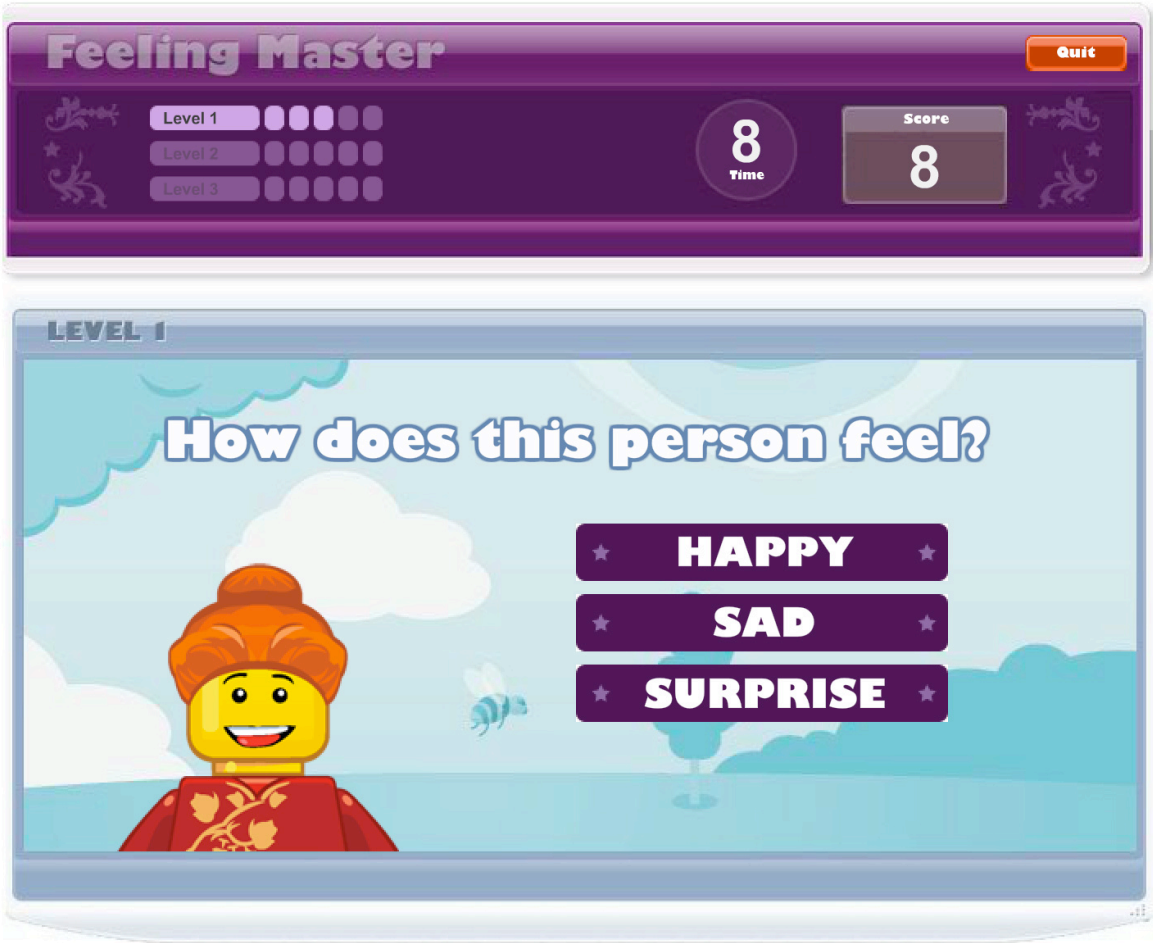 Feeling Master
Quit
Level 1
Level 2
Level 3
8
Time
Score
8
LEVEL 1
How does this person feel?
HAPPY
SAD
SURPRISE